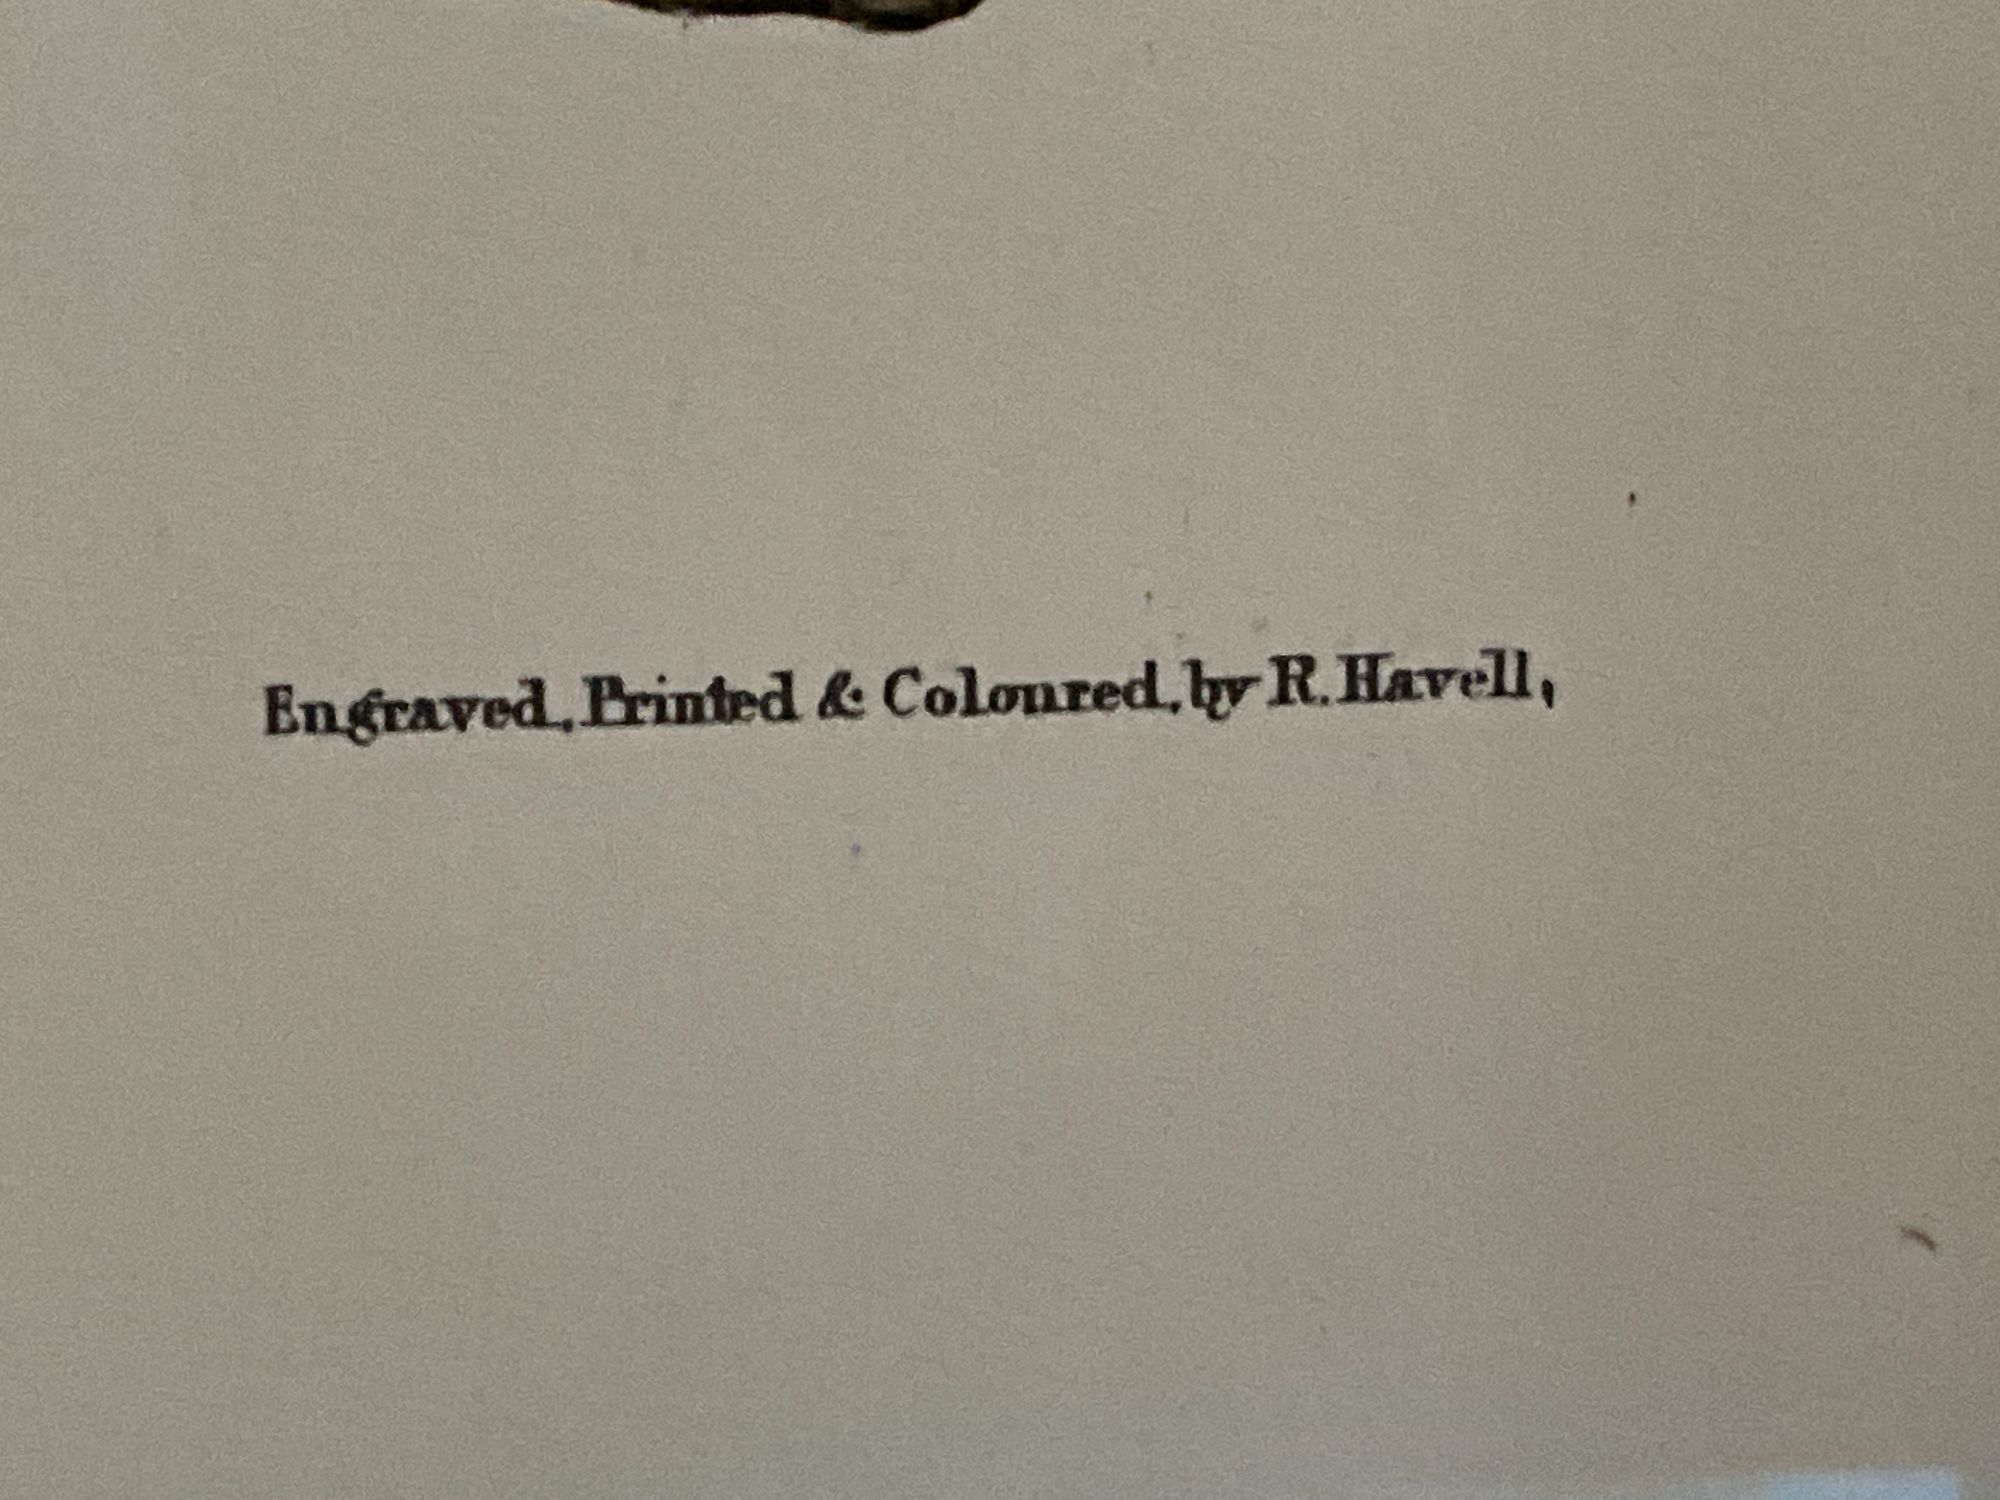 Engraved, Printed & Coloured, by R. Havell,